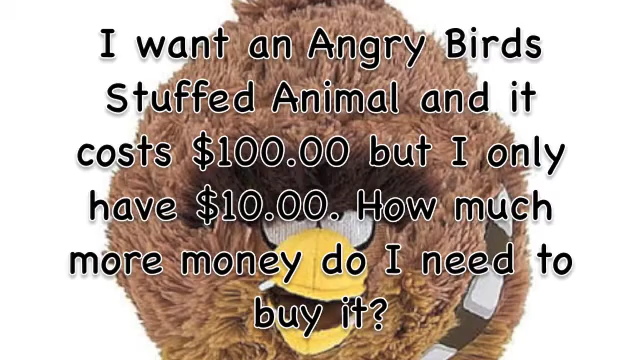 I want an Angry Birds
Stuffed Animal and it
costs $100.00 but I only
have $10.00. How much
more money do I need to
buy it?